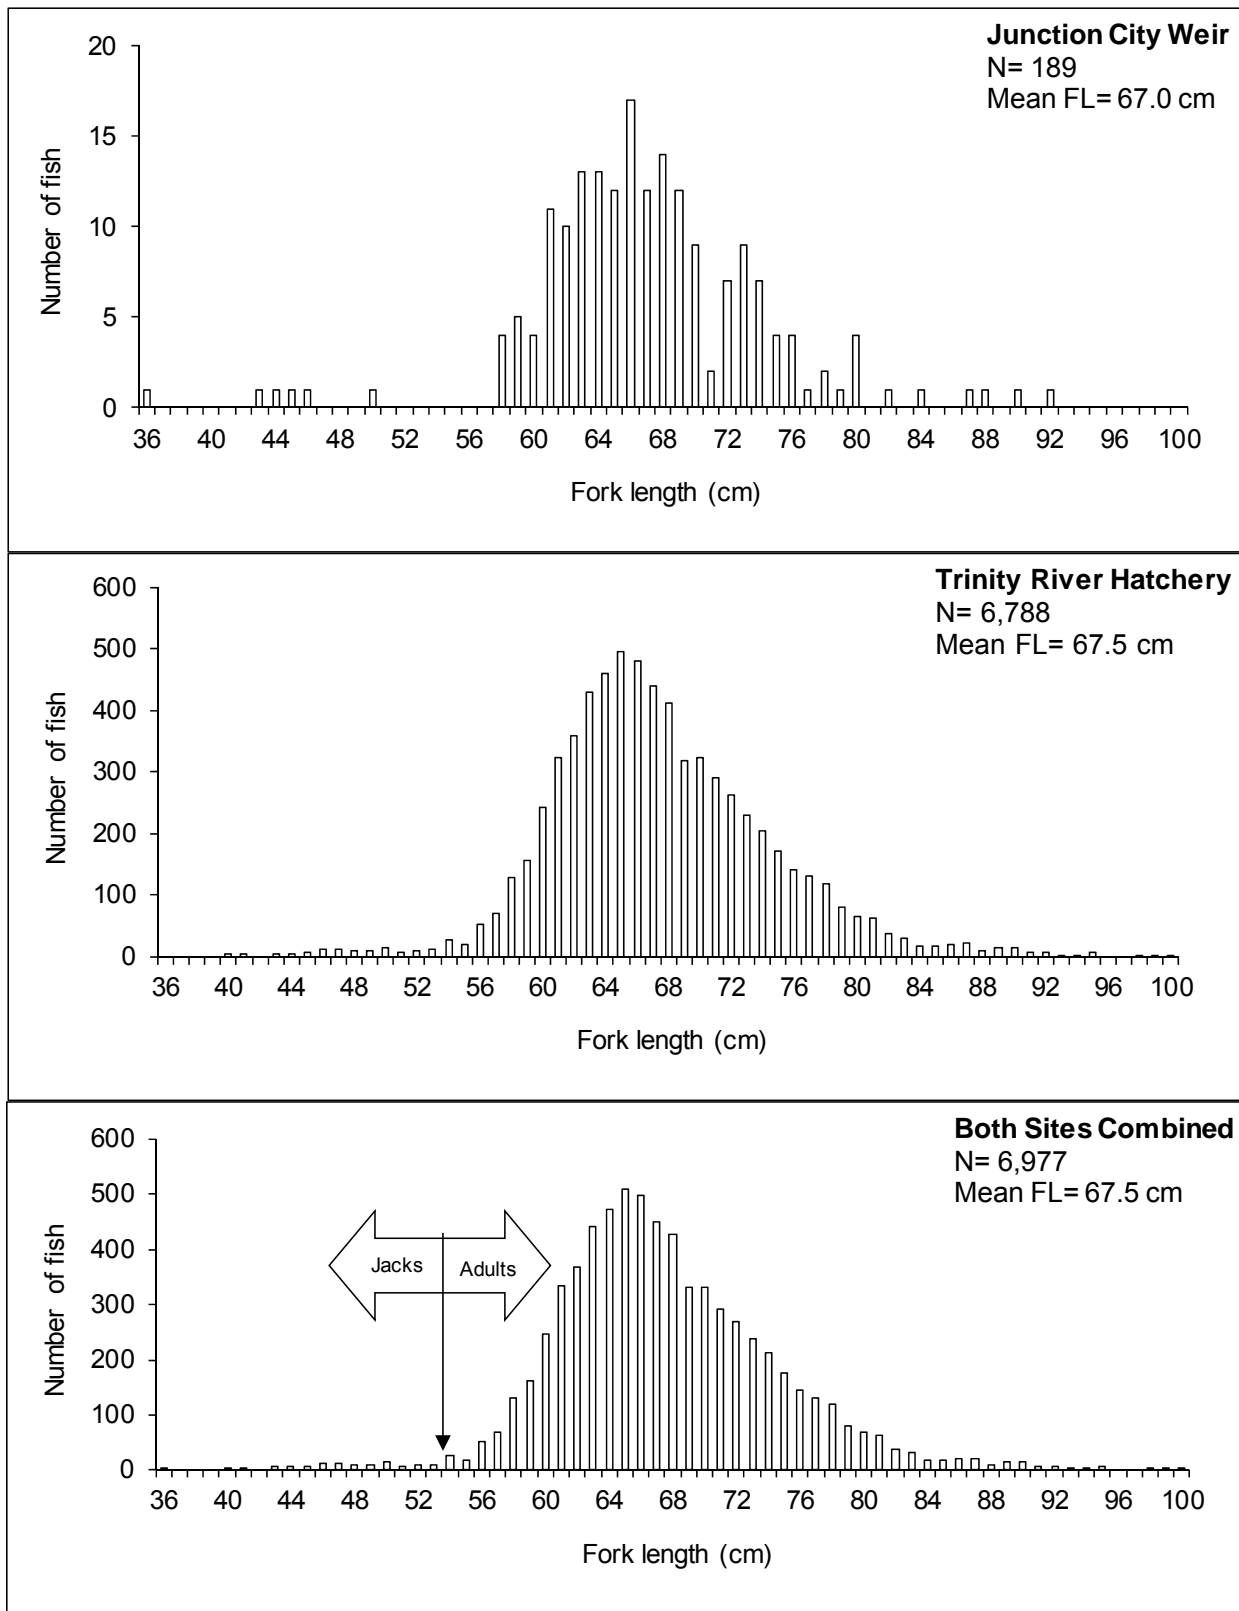 Junction City Weir
N= 189
Mean FL= 67.0 cm
20
15
10
5
0
Number of fish
36 40 44 48 52 56 60 64 68 72 76 80 84 88 92 96 100
Fork length (cm)
Trinity River Hatchery
N= 6,788
Mean FL= 67.5 cm
600
500
400
300
200
100
0
Number of fish
36 40 44 48 52 56 60 64 68 72 76 80 84 88 92 96 100
Fork length (cm)
Both Sites Combined
N= 6,977
Mean FL= 67.5 cm
600
500
400
300
200
100
0
Number of fish
Jacks Adults
36 40 44 48 52 56 60 64 68 72 76 80 84 88 92 96 100
Fork length (cm)